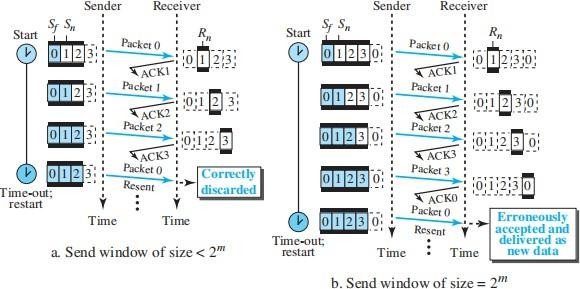 Sender Receiver
Sf Sn
Rn
Start
0 1 2 3
Packet 0
0 1 2 3
ACK1
0 1 2 3
Packet 1
0 1 2 3
ACK2
0 1 2 3
Packet 2
0 1 2 3
ACK3
0 1 2 3
Packet 0
Resent
Correctly
discarded
Time-out;
restart
Time Time
a. Send window of size < 2^m
Sender Receiver
Sf Sn
Rn
Start
0 1 2 3 0
Packet 0
0 1 2 3 0
ACK1
0 1 2 3 0
Packet 1
0 1 2 3 0
ACK2
0 1 2 3 0
Packet 2
0 1 2 3 0
ACK3
0 1 2 3 0
Packet 3
0 1 2 3 0
ACK0
0 1 2 3 0
Packet 0
Resent
Erroneously
accepted and
delivered as
new data
Time-out;
restart
Time Time
b. Send window of size = 2^m